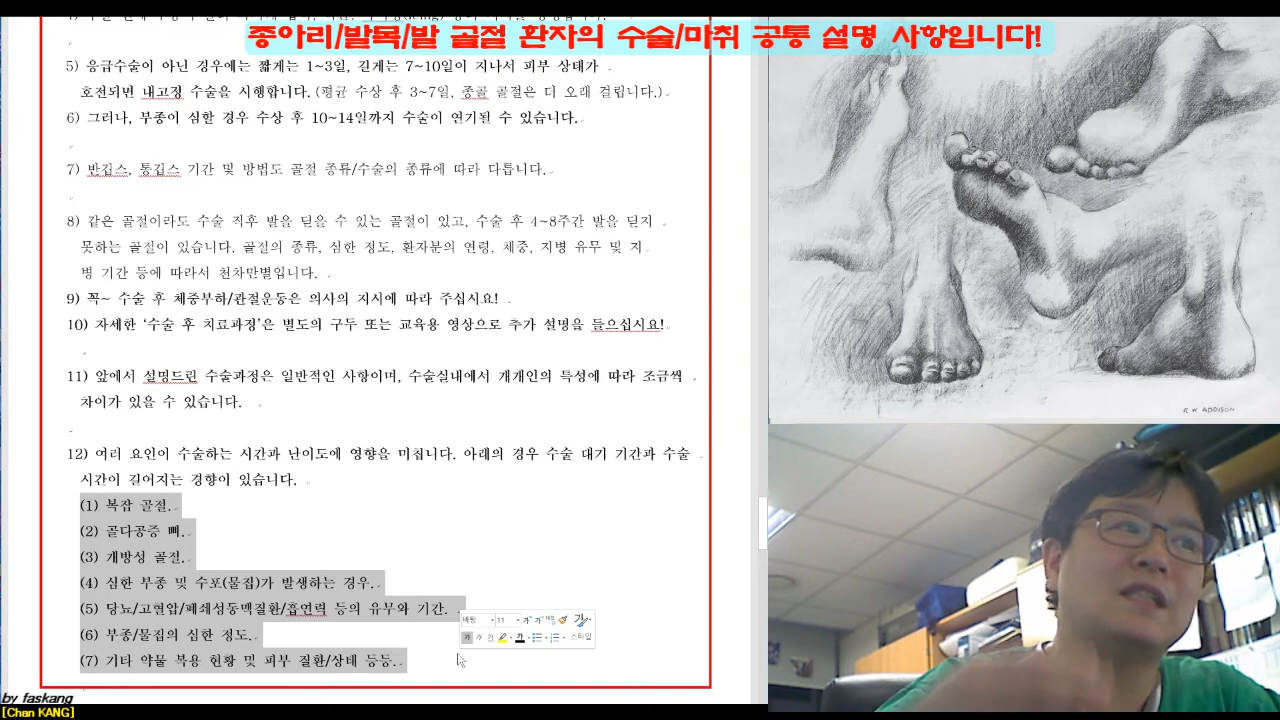 종아리/발목/발 골절 환자의 수술/마취 공통 설명 사항입니다!
5) 응급수술이 아닌 경우에는 짧게는 1~3일, 길게는 7~10일이 지나서 피부 상태가
호전되면 내고정 수술을 시행합니다. (평균 수상 후 3~7일, 종골 골절은 더 오래 걸립니다.)
6) 그러나, 부종이 심한 경우 수상 후 10~14일까지 수술이 연기될 수 있습니다.
7) 반깁스, 통깁스 기간 및 방법도 골절 종류/수술의 종류에 따라 다릅니다.
8) 같은 골절이라도 수술 직후 발을 딛을 수 있는 골절이 있고, 수술 후 4~8주간 발을 딛지
못하는 골절이 있습니다. 골절의 종류, 심한 정도, 환자분의 연령, 체중, 지병 유무 및 지
병 기간 등에 따라서 천차만별입니다.
9) 꼭~ 수술 후 체중부하/관절운동은 의사의 지시에 따라 주십시요!
10) 자세한 '수술 후 치료과정'은 별도의 구두 또는 교육용 영상으로 추가 설명을 들으십시요!
11) 앞에서 설명드린 수술과정은 일반적인 사항이며, 수술실내에서 개개인의 특성에 따라 조금씩
차이가 있을 수 있습니다.
12) 여러 요인이 수술하는 시간과 난이도에 영향을 미칩니다. 아래의 경우 수술 대기 기간과 수술
시간이 길어지는 경향이 있습니다.
(1) 복잡 골절.
(2) 골다공증 뼈.
(3) 개방성 골절.
(4) 심한 부종 및 수포(물집)가 발생하는 경우.
(5) 당뇨/고혈압/폐쇄성동맥질환/흡연력 등의 유무와 기간.
(6) 부종/물집의 심한 정도.
(7) 기타 약물 복용 현황 및 피부 질환/상태 등등.
바탕 11 스타일
R K ADDISON
by faskang
[Chan KANG]